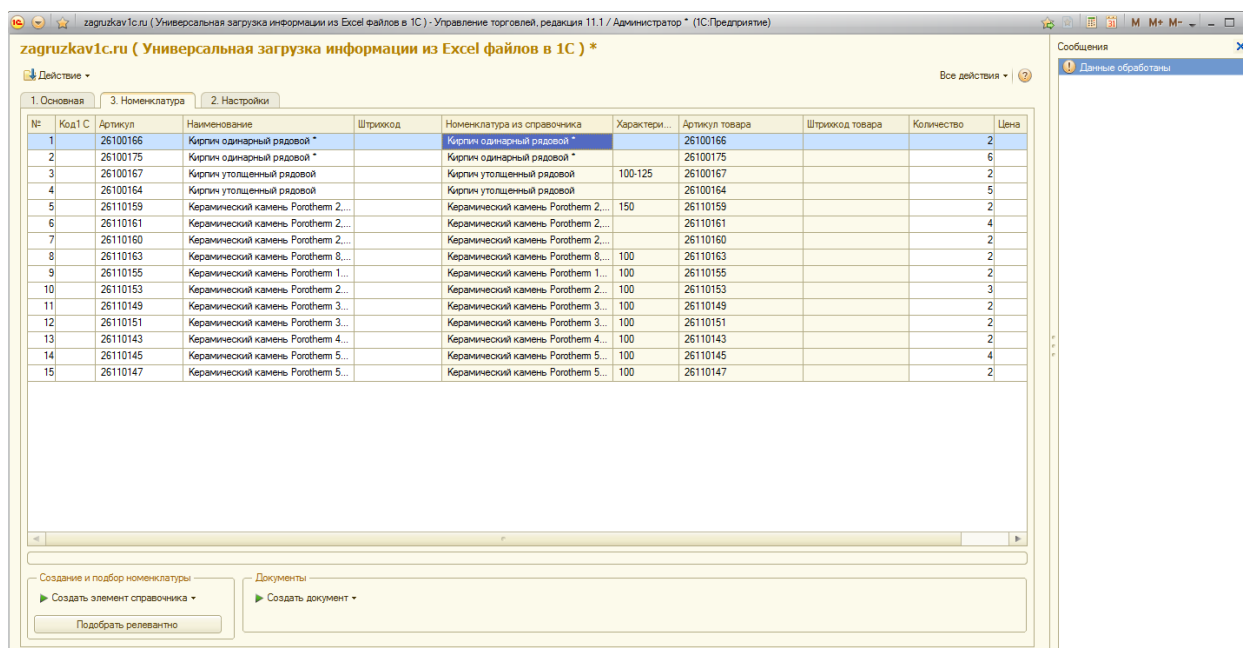 zagruzkav1c.ru ( Универсальная загрузка информации из Excel файлов в 1С ) - Управление торговлей, редакция 11.1 / Администратор * (1С:Предприятие)
M M+ M-
zagruzkav1c.ru ( Универсальная загрузка информации из Excel файлов в 1С ) *
Действие
Все действия
1. Основная 3. Номенклатура 2. Настройки
№ Код1 С Артикул Наименование Штрихкод Номенклатура из справочника Характери... Артикул товара Штрихкод товара Количество Цена
1 26100166 Кирпич одинарный рядовой * Кирпич одинарный рядовой * 26100166 2
2 26100175 Кирпич одинарный рядовой * Кирпич одинарный рядовой * 26100175 6
3 26100167 Кирпич утолщенный рядовой Кирпич утолщенный рядовой 100-125 26100167 2
4 26100164 Кирпич утолщенный рядовой Кирпич утолщенный рядовой 26100164 5
5 26110159 Керамический камень Porotherm 2,... Керамический камень Porotherm 2,... 150 26110159 2
6 26110161 Керамический камень Porotherm 2,... Керамический камень Porotherm 2,... 26110161 4
7 26110160 Керамический камень Porotherm 2,... Керамический камень Porotherm 2,... 26110160 2
8 26110163 Керамический камень Porotherm 8,... Керамический камень Porotherm 8,... 100 26110163 2
9 26110155 Керамический камень Porotherm 1... Керамический камень Porotherm 1... 100 26110155 2
10 26110153 Керамический камень Porotherm 2... Керамический камень Porotherm 2... 100 26110153 3
11 26110149 Керамический камень Porotherm 3... Керамический камень Porotherm 3... 100 26110149 2
12 26110151 Керамический камень Porotherm 3... Керамический камень Porotherm 3... 100 26110151 2
13 26110143 Керамический камень Porotherm 4... Керамический камень Porotherm 4... 100 26110143 2
14 26110145 Керамический камень Porotherm 5... Керамический камень Porotherm 5... 100 26110145 4
15 26110147 Керамический камень Porotherm 5... Керамический камень Porotherm 5... 100 26110147 2
Создание и подбор номенклатуры
Создать элемент справочника
Подобрать релевантно
Документы
Создать документ
Сообщения
Данные обработаны